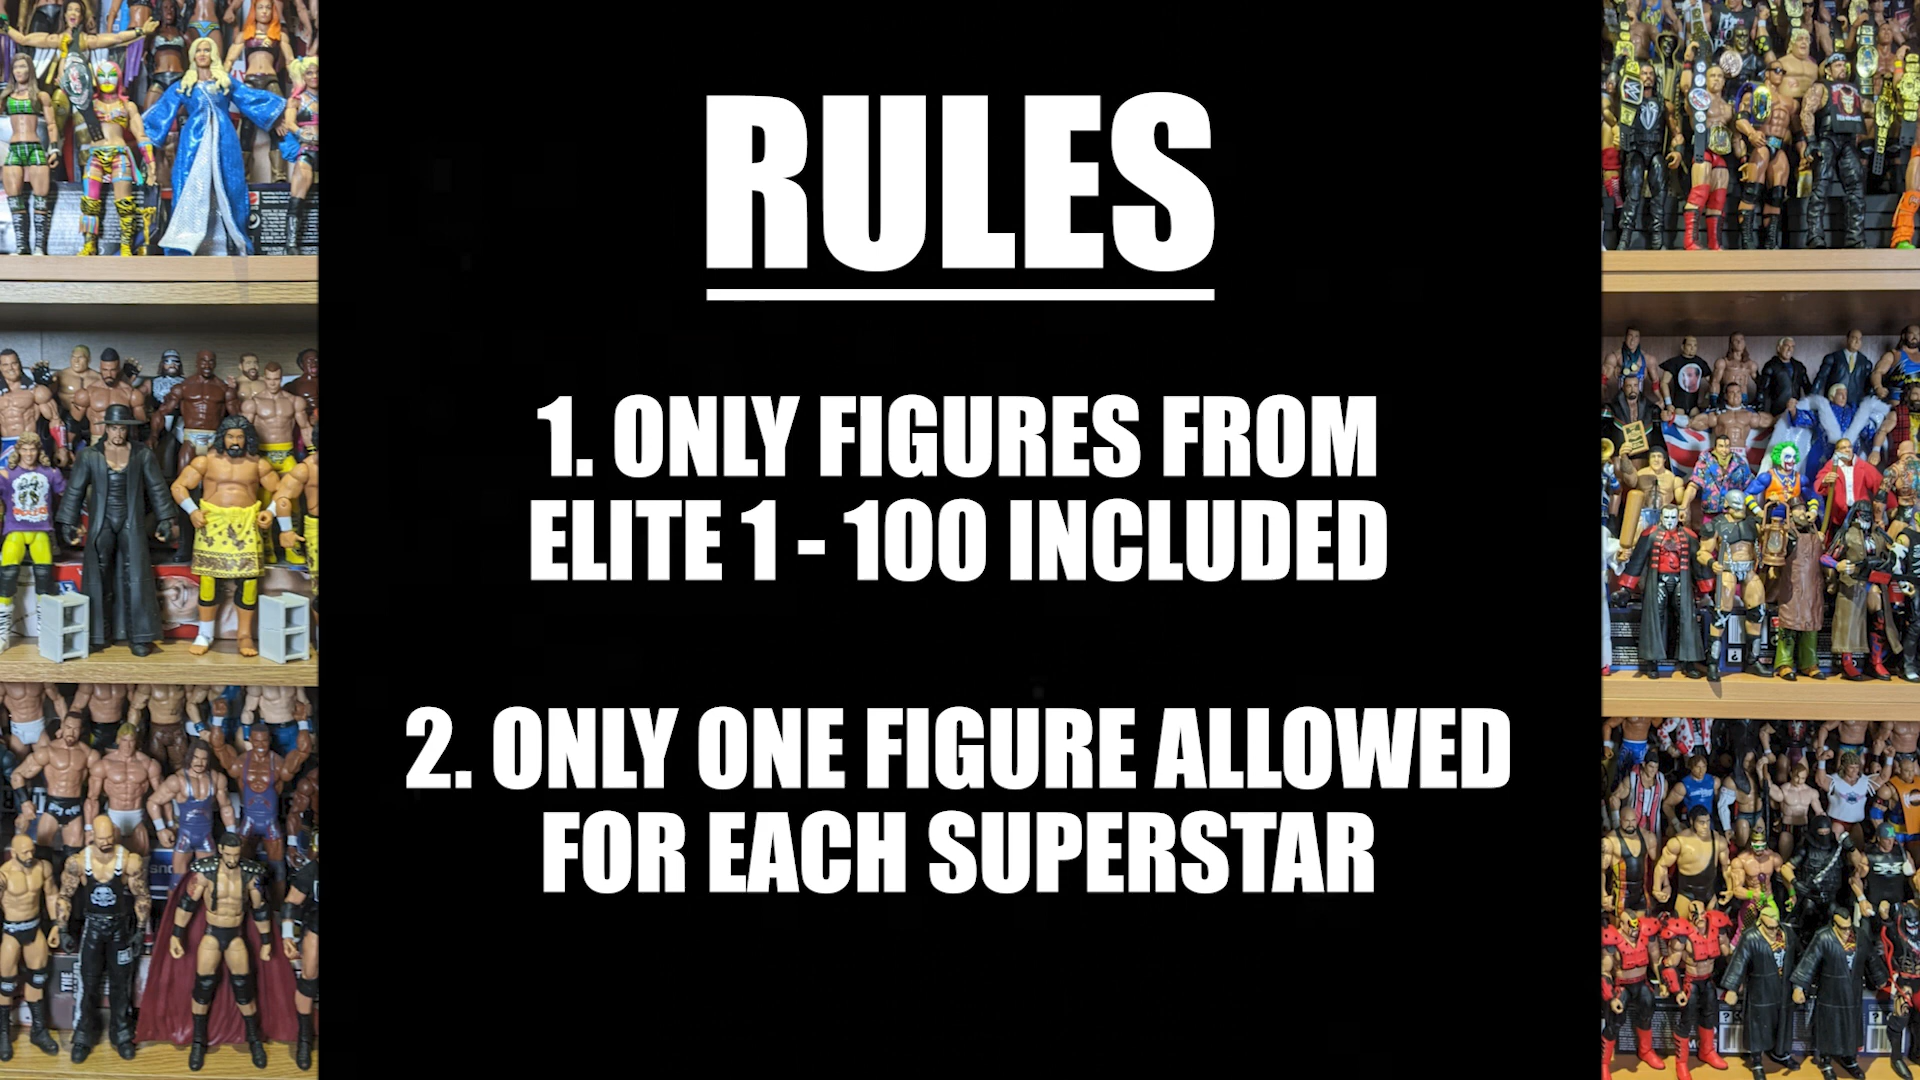 RULES
1. ONLY FIGURES FROM
ELITE 1 - 100 INCLUDED
2. ONLY ONE FIGURE ALLOWED
FOR EACH SUPERSTAR